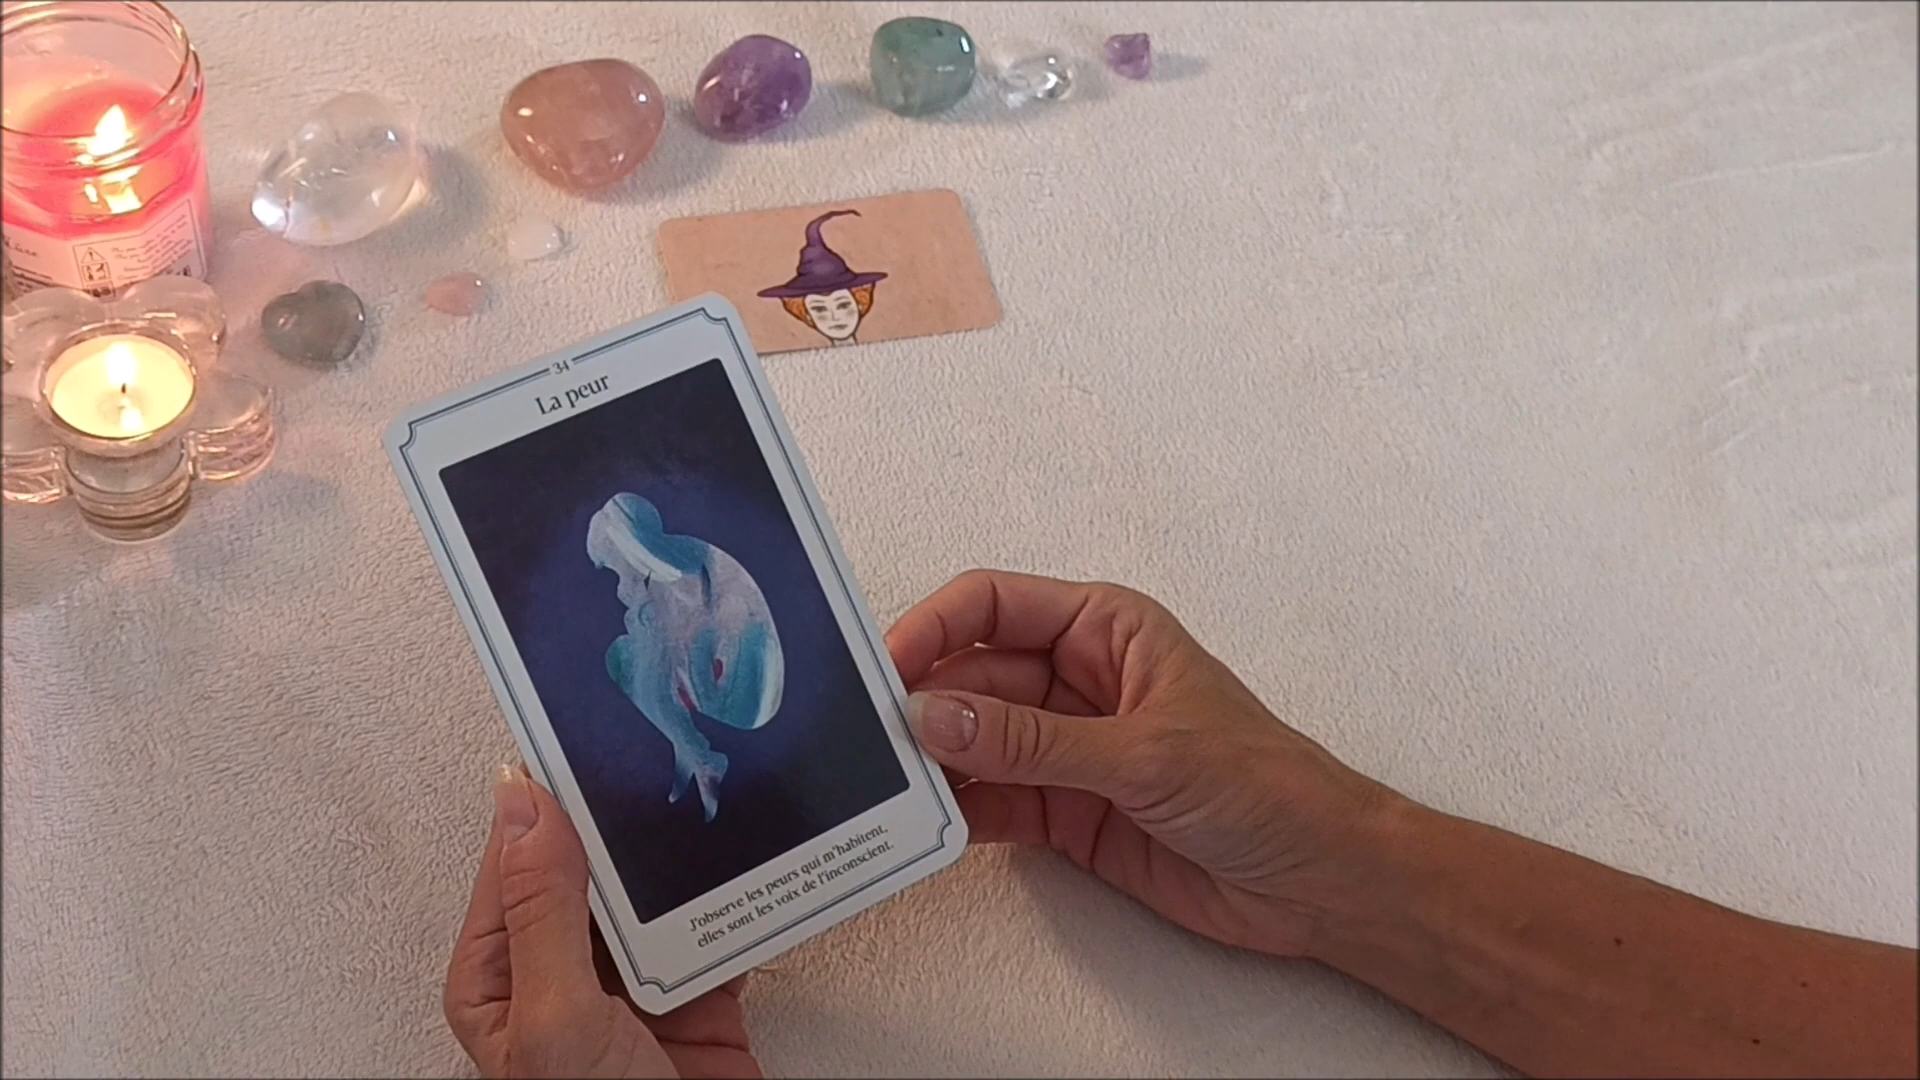 34
La peur
J'observe les peurs qui m'habitent,
elles sont les voix de l'inconscient.